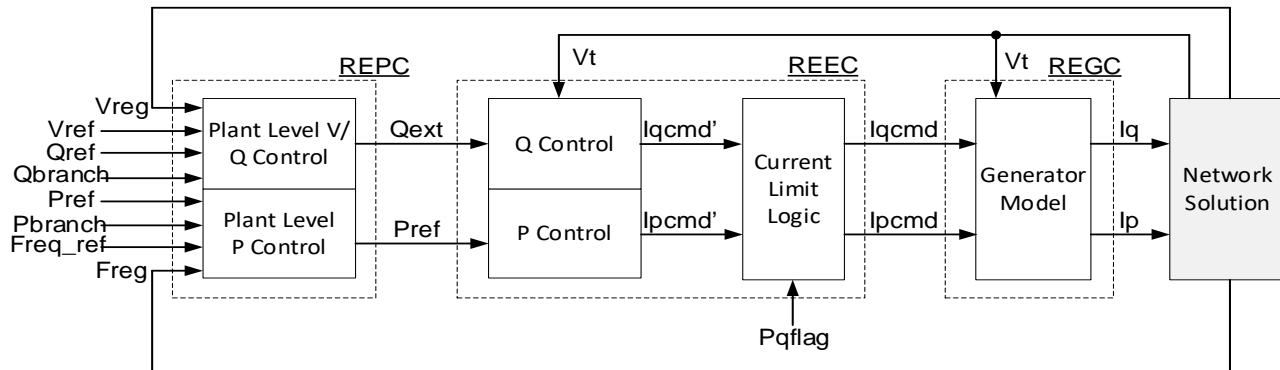 REPC
Vt
REEC
Vt
REGC
Vreg
Vref
Qref
Qbranch
Pref
Pbranch
Freq_ref
Freg
Plant Level V/
Q Control
Plant Level
P Control
Qext
Pref
Q Control
P Control
Iqcmd’
Ipcmd’
Current
Limit
Logic
Pqflag
Iqcmd
Ipcmd
Generator
Model
Iq
Ip
Network
Solution